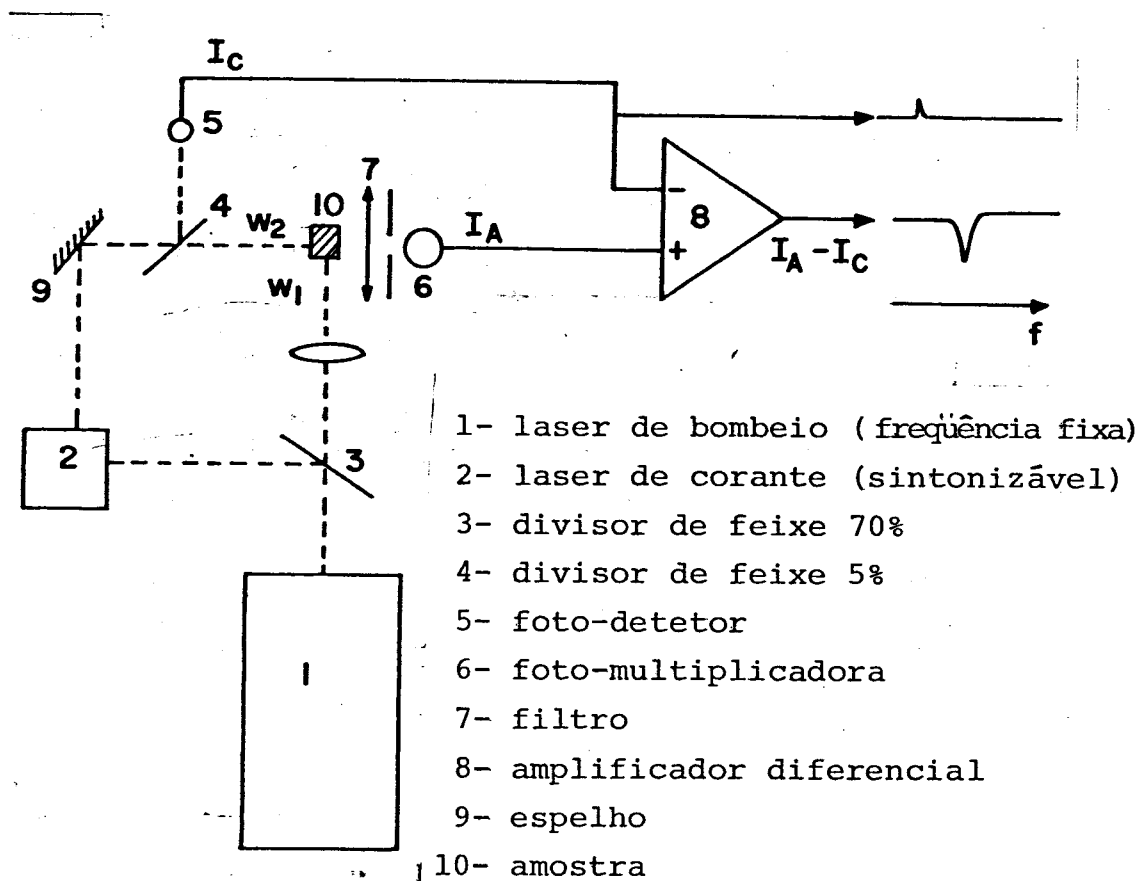 I_C
5
7
4
W_2
10
I_A
8
−
+
I_A - I_C
9
W_1
6
f
2
3
1
1- laser de bombeio (freqüência fixa)
2- laser de corante (sintonizável)
3- divisor de feixe 70%
4- divisor de feixe 5%
5- foto-detetor
6- foto-multiplicadora
7- filtro
8- amplificador diferencial
9- espelho
10- amostra